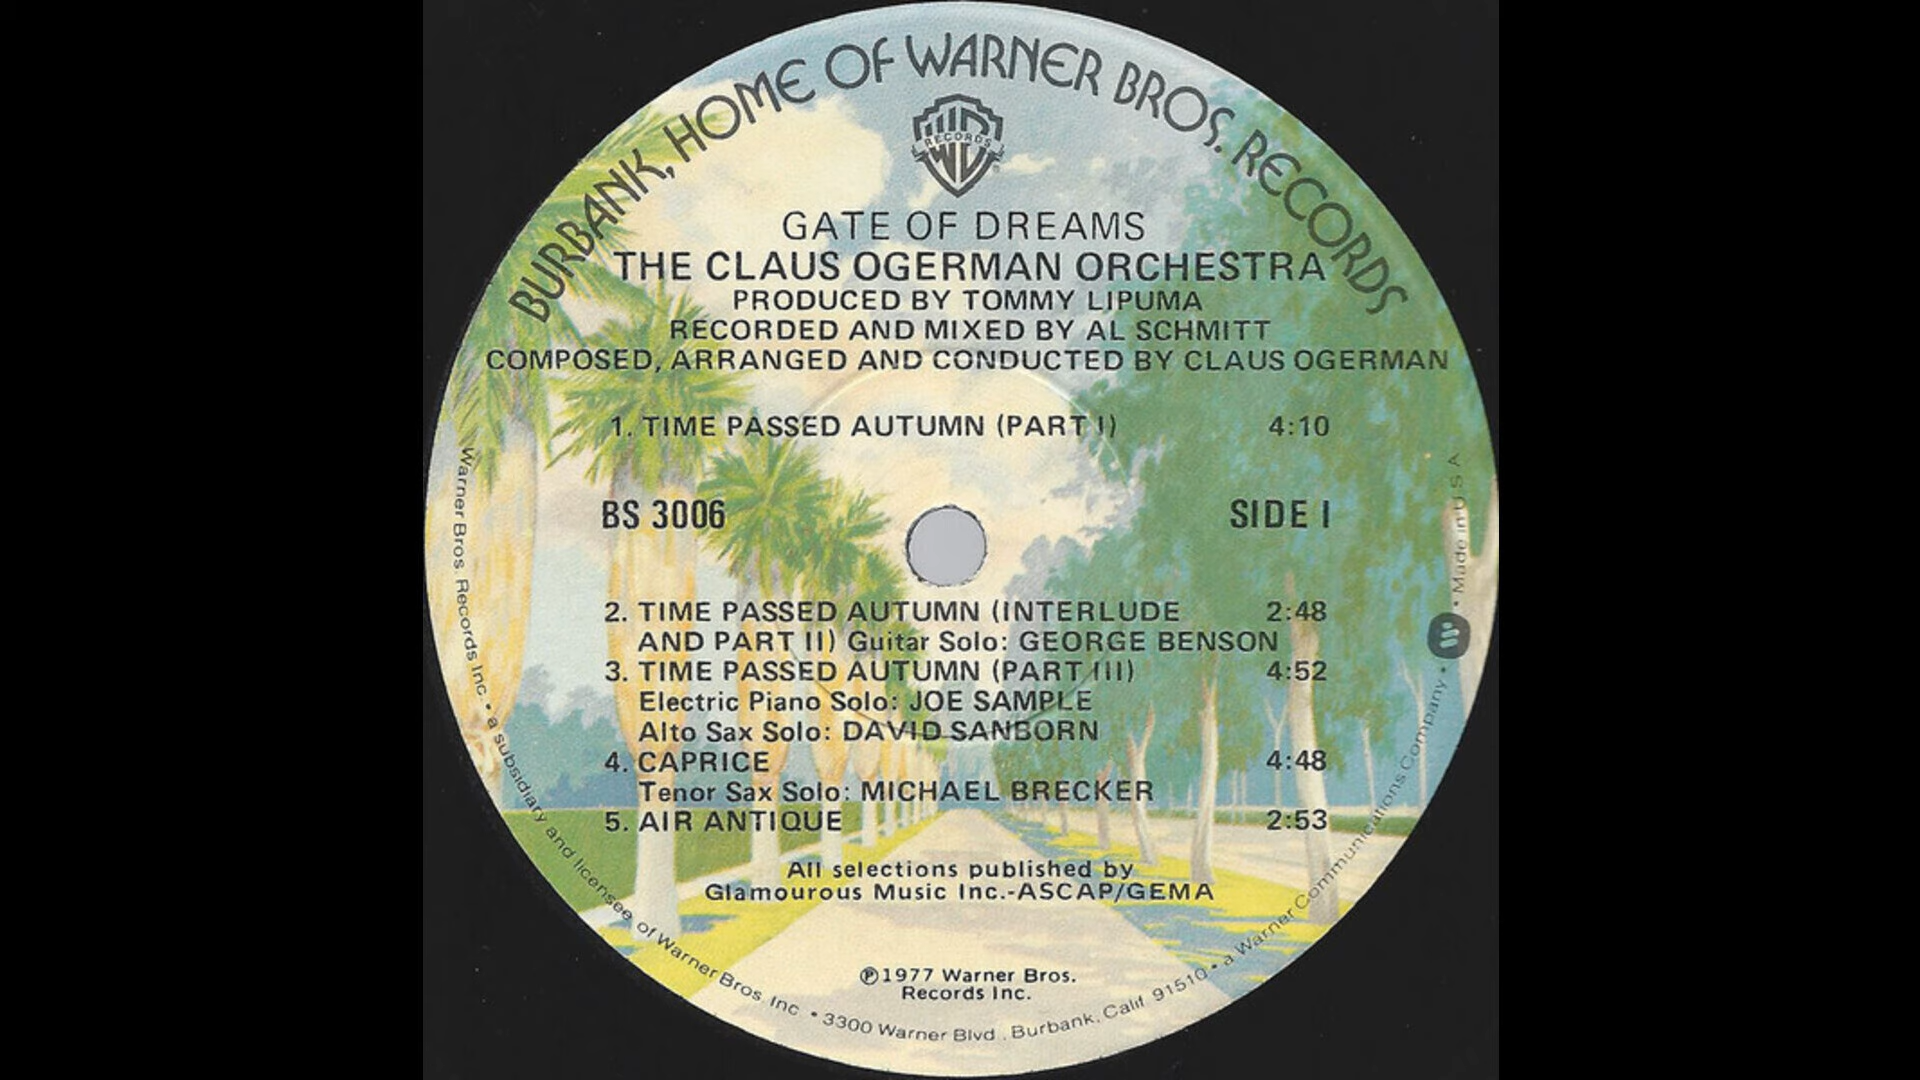 BURBANK, HOME OF WARNER BROS. RECORDS
WB
RECORDS
GATE OF DREAMS
THE CLAUS OGERMAN ORCHESTRA
PRODUCED BY TOMMY LIPUMA
RECORDED AND MIXED BY AL SCHMITT
COMPOSED, ARRANGED AND CONDUCTED BY CLAUS OGERMAN
1. TIME PASSED AUTUMN (PART I) 4:10
BS 3006 SIDE I
2. TIME PASSED AUTUMN (INTERLUDE 2:48
AND PART II) Guitar Solo: GEORGE BENSON
3. TIME PASSED AUTUMN (PART III) 4:52
Electric Piano Solo: JOE SAMPLE
Alto Sax Solo: DAVID SANBORN
4. CAPRICE 4:48
Tenor Sax Solo: MICHAEL BRECKER
5. AIR ANTIQUE 2:53
All selections published by
Glamourous Music Inc.-ASCAP/GEMA
℗1977 Warner Bros.
Records Inc.
Warner Bros. Records Inc. • a subsidiary and licensee of Warner Bros. Inc. • 3300 Warner Blvd., Burbank, Calif. 91510 • a Warner Communications Company • W • Made in U.S.A.